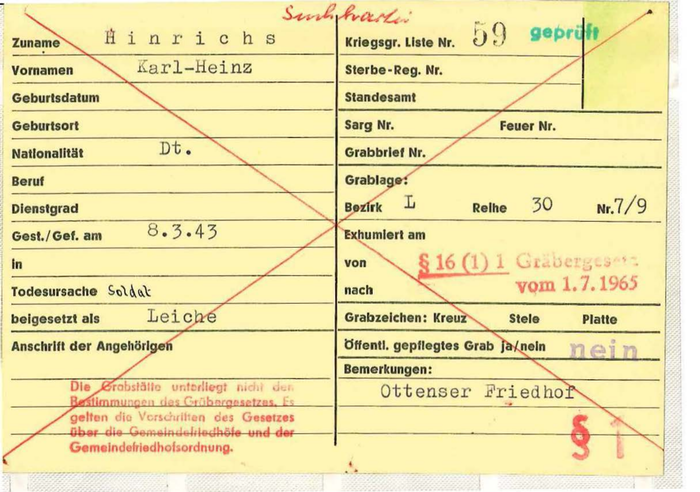 Suchkartei
Zuname Hinrichs
Vornamen Karl-Heinz
Geburtsdatum
Geburtsort
Nationalität Dt.
Beruf
Dienstgrad
Gest./Gef. am 8.3.43
in
Todesursache Soldat
beigesetzt als Leiche
Anschrift der Angehörigen
Die Grabstätte unterliegt nicht den
Bestimmungen des Gräbergesetzes. Es
gelten die Vorschriften des Gesetzes
über die Gemeindefriedhöfe und der
Gemeindefriedhofsordnung.
Kriegsgr. Liste Nr. 59 geprüft
Sterbe-Reg. Nr.
Standesamt
Sarg Nr. Feuer Nr.
Grabbrief Nr.
Grablage:
Bezirk L Reihe 30 Nr. 7/9
Exhumiert am
von § 16 (1) 1 Gräbergesetz
nach vom 1.7.1965
Grabzeichen: Kreuz Stele Platte
Öffentl. gepflegtes Grab ja/nein nein
Bemerkungen:
Ottenser Friedhof
§ 1